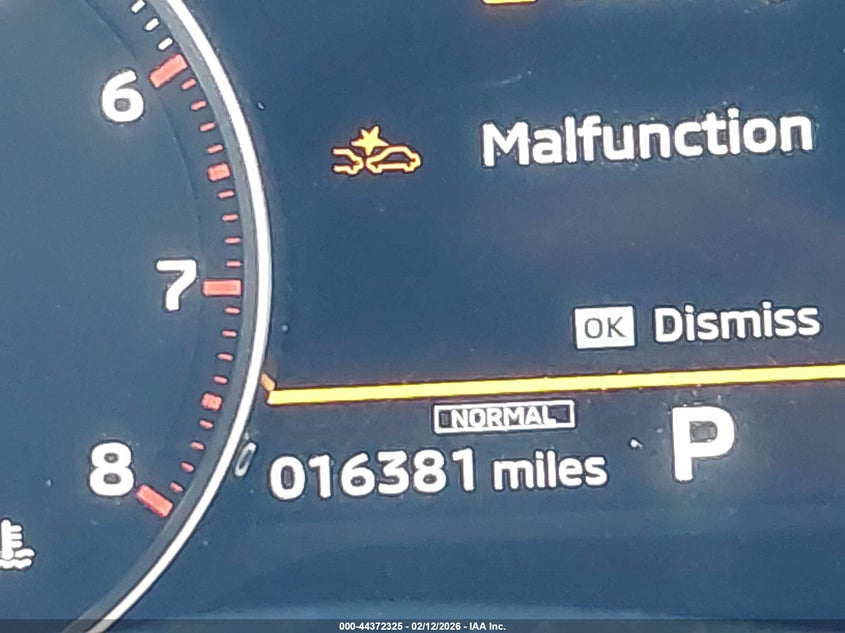 6
Malfunction
7
OK Dismiss
NORMAL
8
016381 miles P
000-44372325 - 02/12/2026 - IAA Inc.